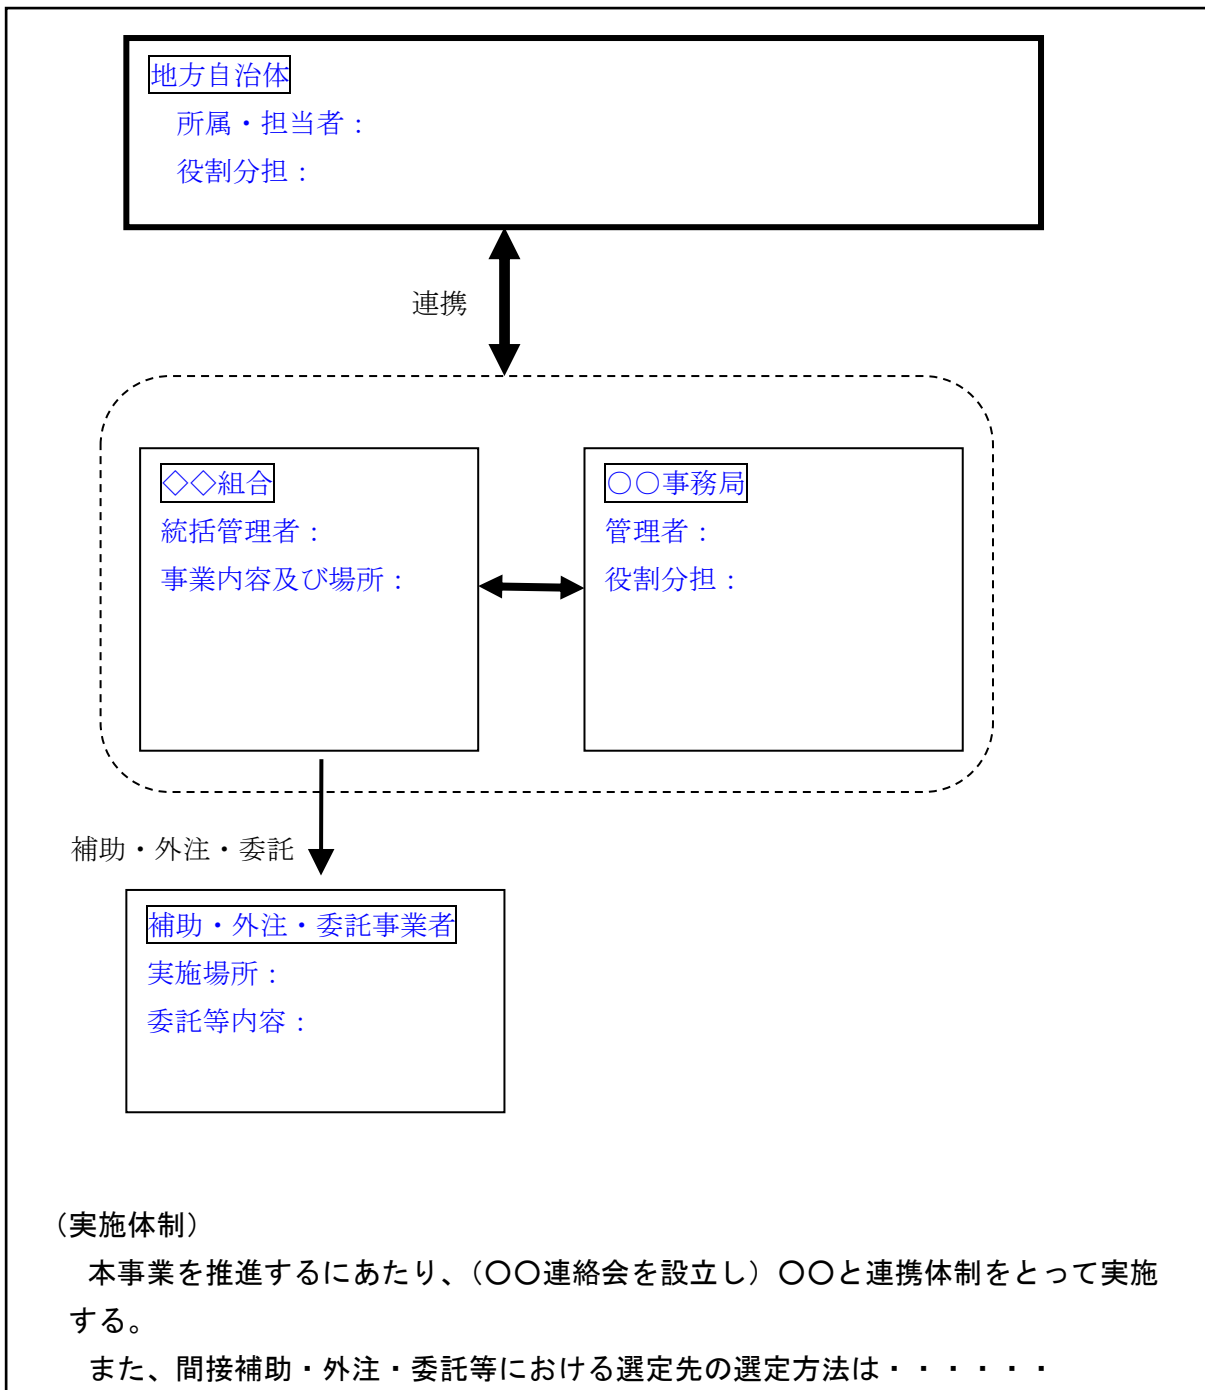 地方自治体
所属・担当者：
役割分担：
連携
◇◇組合
統括管理者：
事業内容及び場所：
〇〇事務局
管理者：
役割分担：
補助・外注・委託
補助・外注・委託事業者
実施場所：
委託等内容：
（実施体制）
本事業を推進するにあたり、（〇〇連絡会を設立し）〇〇と連携体制をとって実施
する。
また、間接補助・外注・委託等における選定先の選定方法は・・・・・・